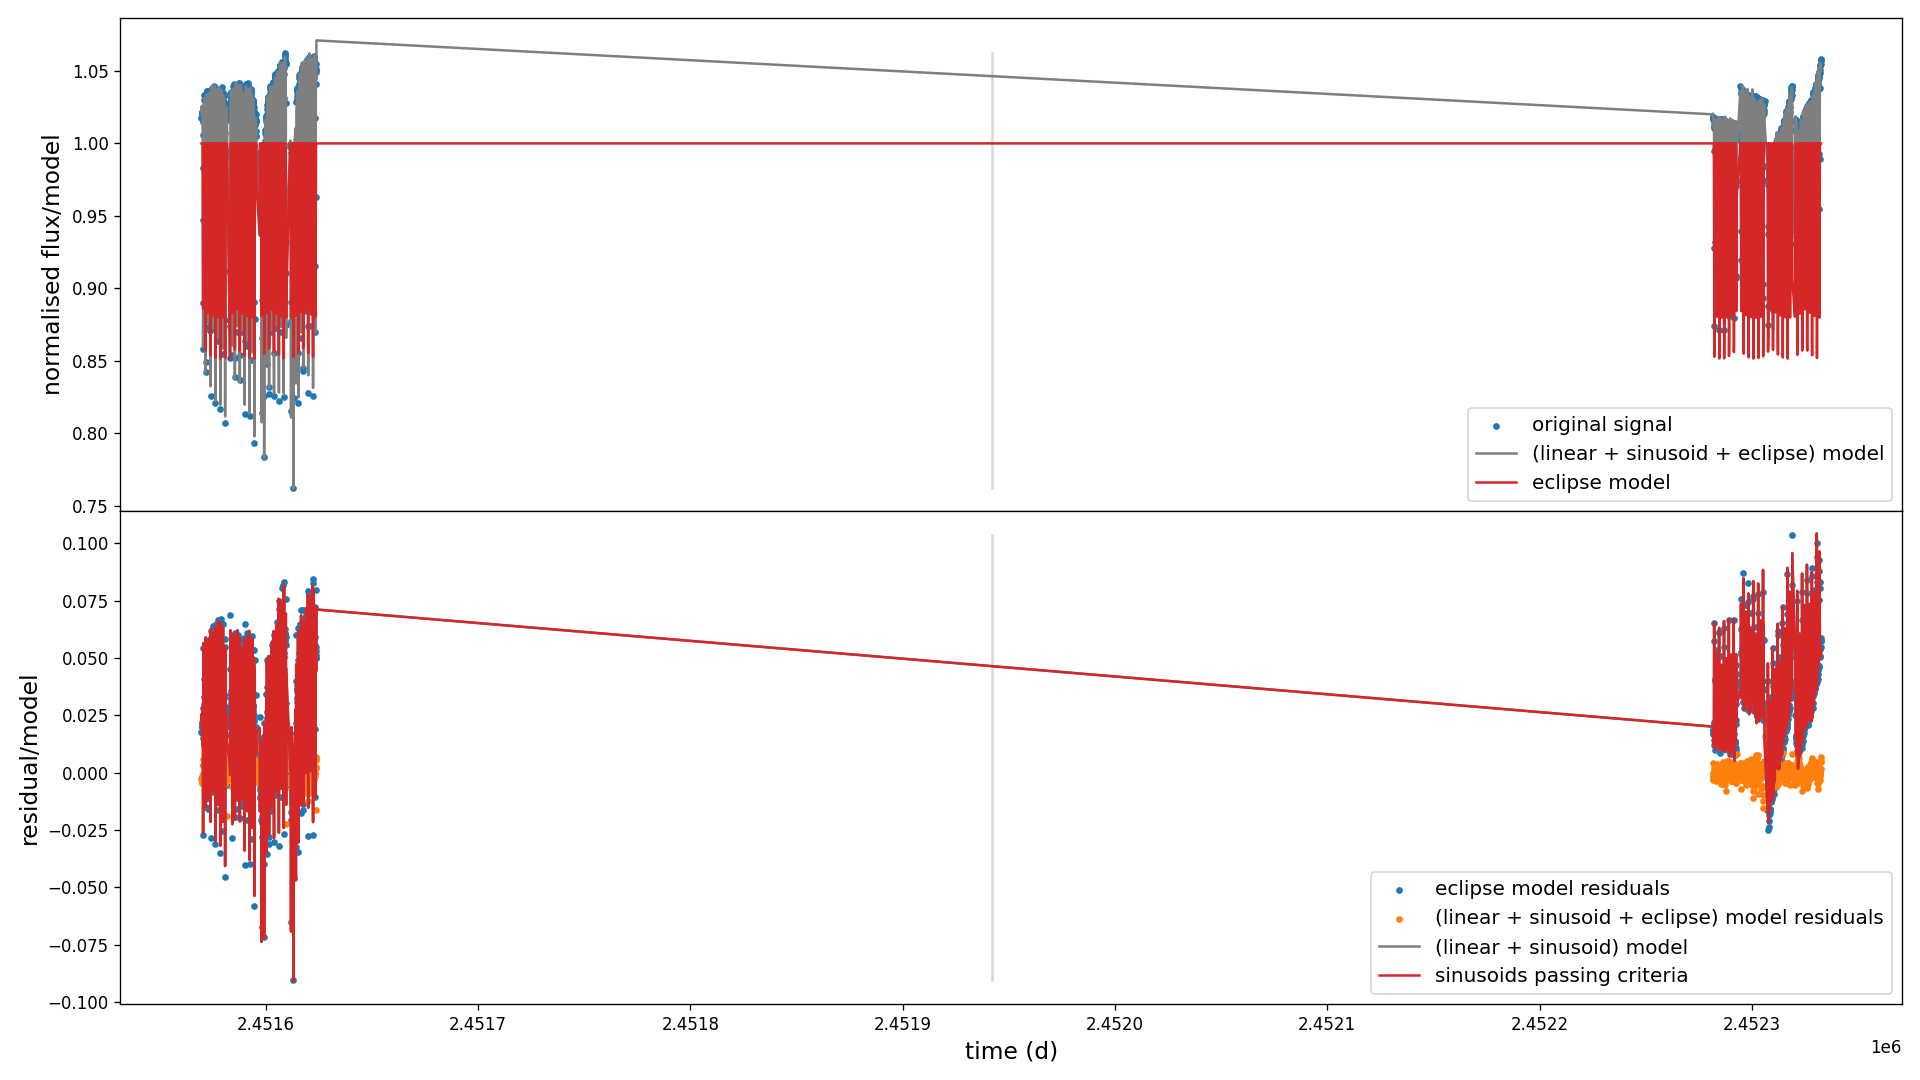 normalised flux/model
1.05
1.00
0.95
0.90
0.85
0.80
0.75
original signal
(linear + sinusoid + eclipse) model
eclipse model
residual/model
0.100
0.075
0.050
0.025
0.000
−0.025
−0.050
−0.075
−0.100
eclipse model residuals
(linear + sinusoid + eclipse) model residuals
(linear + sinusoid) model
sinusoids passing criteria
2.4516 2.4517 2.4518 2.4519 2.4520 2.4521 2.4522 2.4523
1e6
time (d)